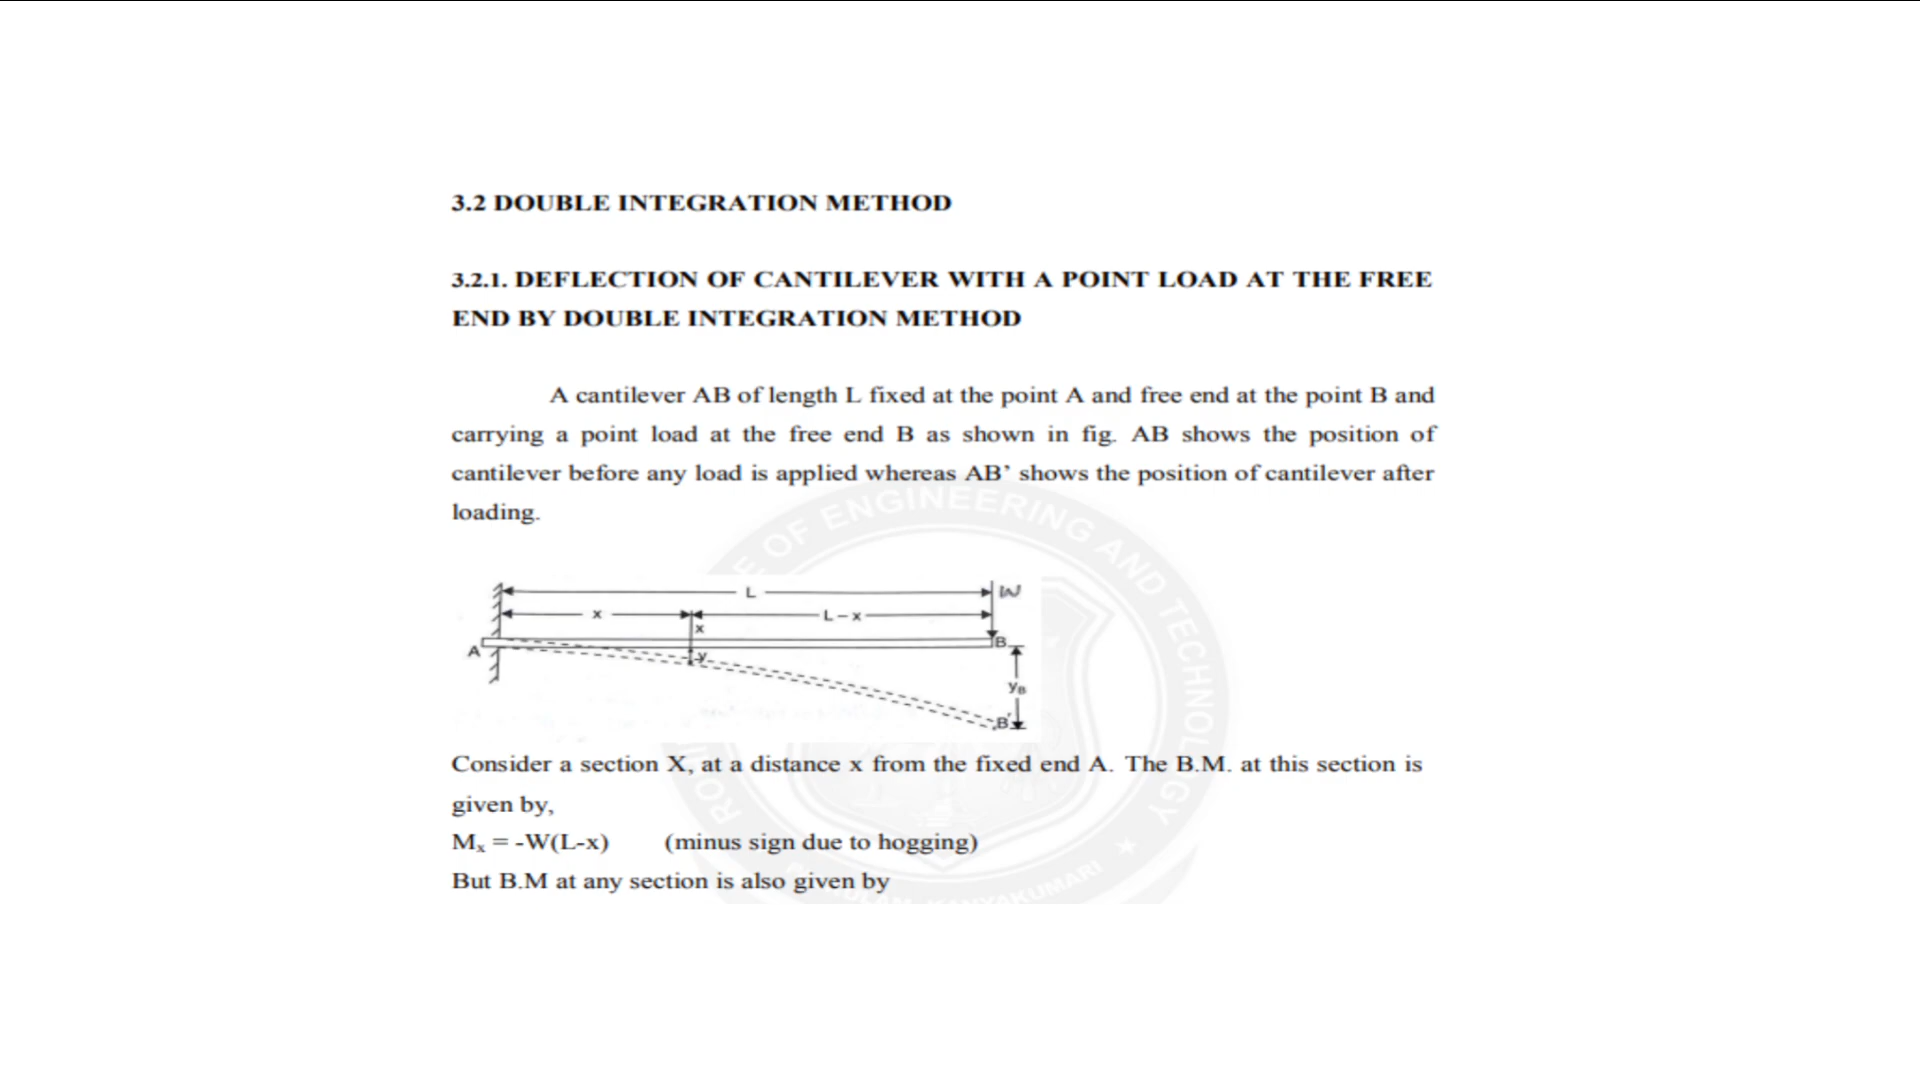 3.2 DOUBLE INTEGRATION METHOD
3.2.1. DEFLECTION OF CANTILEVER WITH A POINT LOAD AT THE FREE
END BY DOUBLE INTEGRATION METHOD
A cantilever AB of length L fixed at the point A and free end at the point B and
carrying a point load at the free end B as shown in fig. AB shows the position of
cantilever before any load is applied whereas AB’ shows the position of cantilever after
loading.
OF ENGINEERING AND TECHNOLOGY
L
W
x
L-x
x
B
A
y
yB
B'
Consider a section X, at a distance x from the fixed end A. The B.M. at this section is
given by,
Mx = -W(L-x) (minus sign due to hogging)
But B.M at any section is also given by